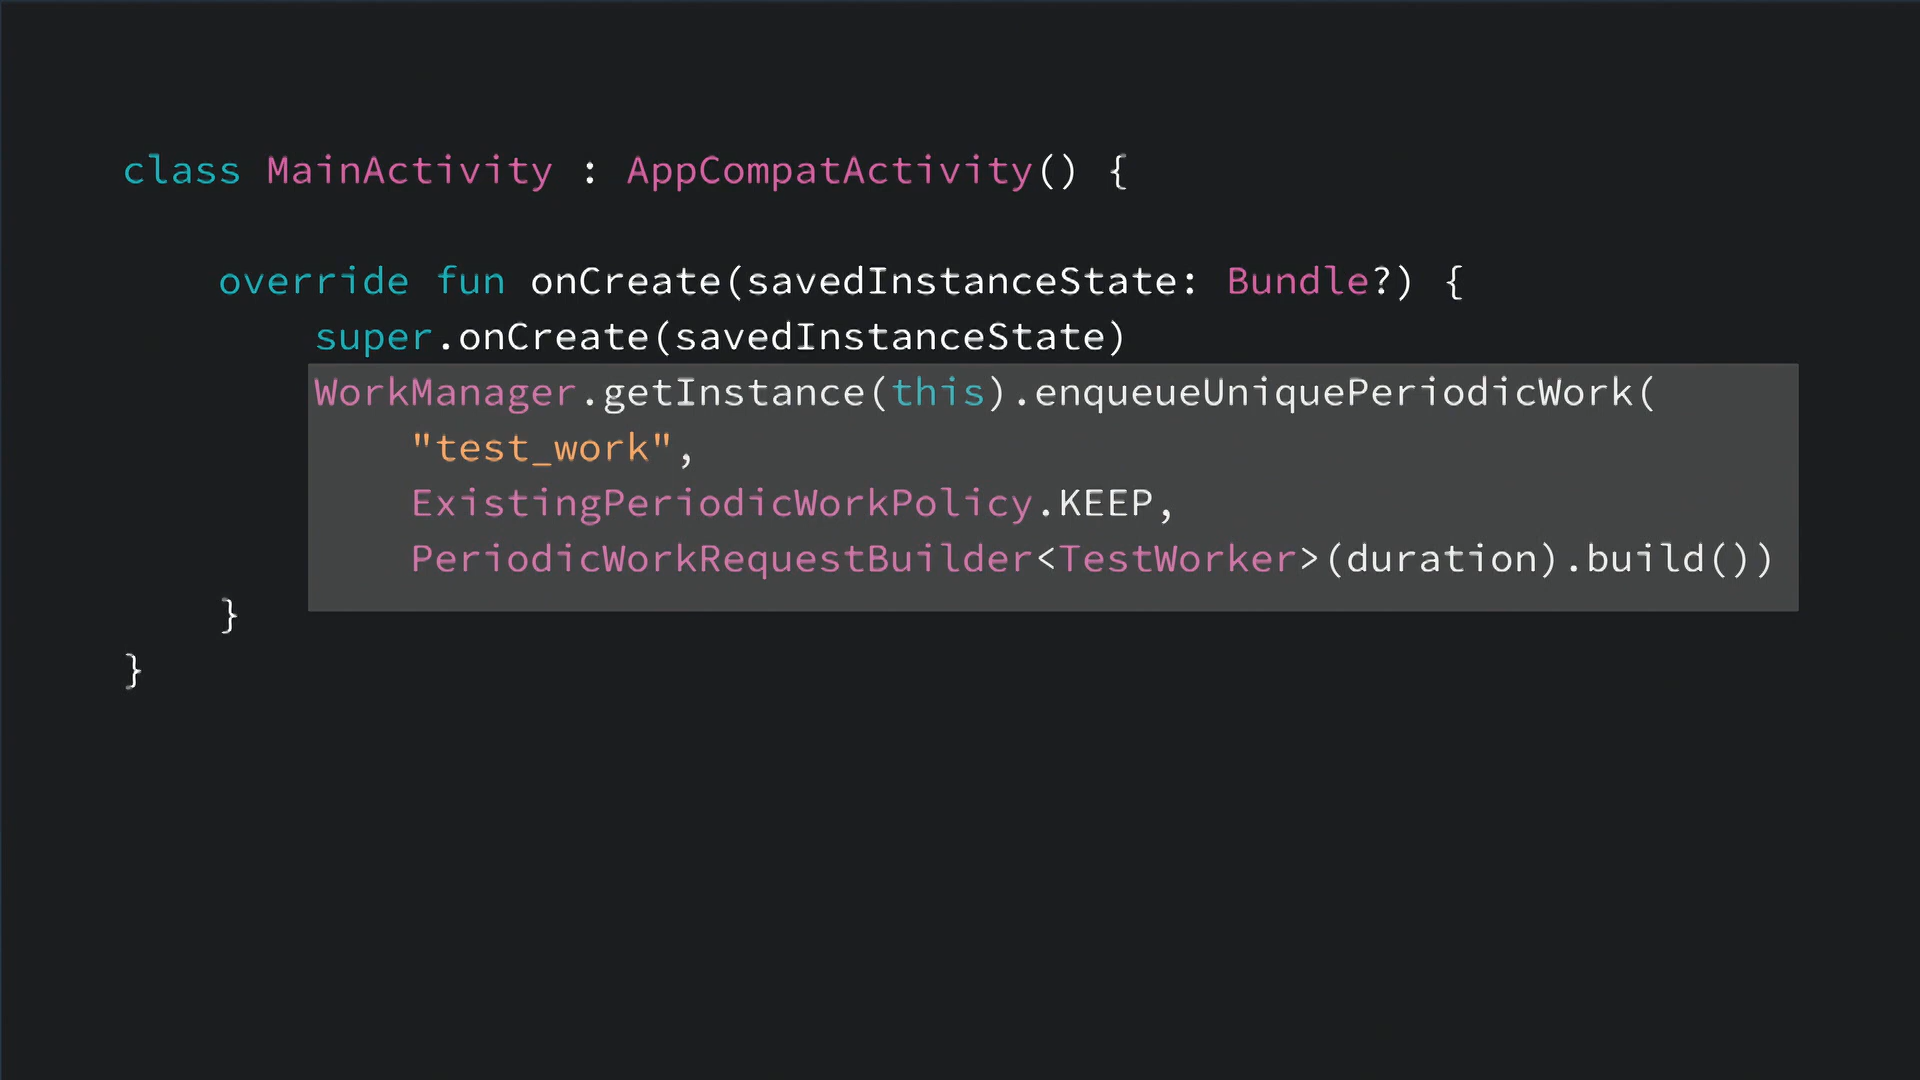 class MainActivity : AppCompatActivity() {
override fun onCreate(savedInstanceState: Bundle?) {
super.onCreate(savedInstanceState)
WorkManager.getInstance(this).enqueueUniquePeriodicWork(
"test_work",
ExistingPeriodicWorkPolicy.KEEP,
PeriodicWorkRequestBuilder<TestWorker>(duration).build())
}
}